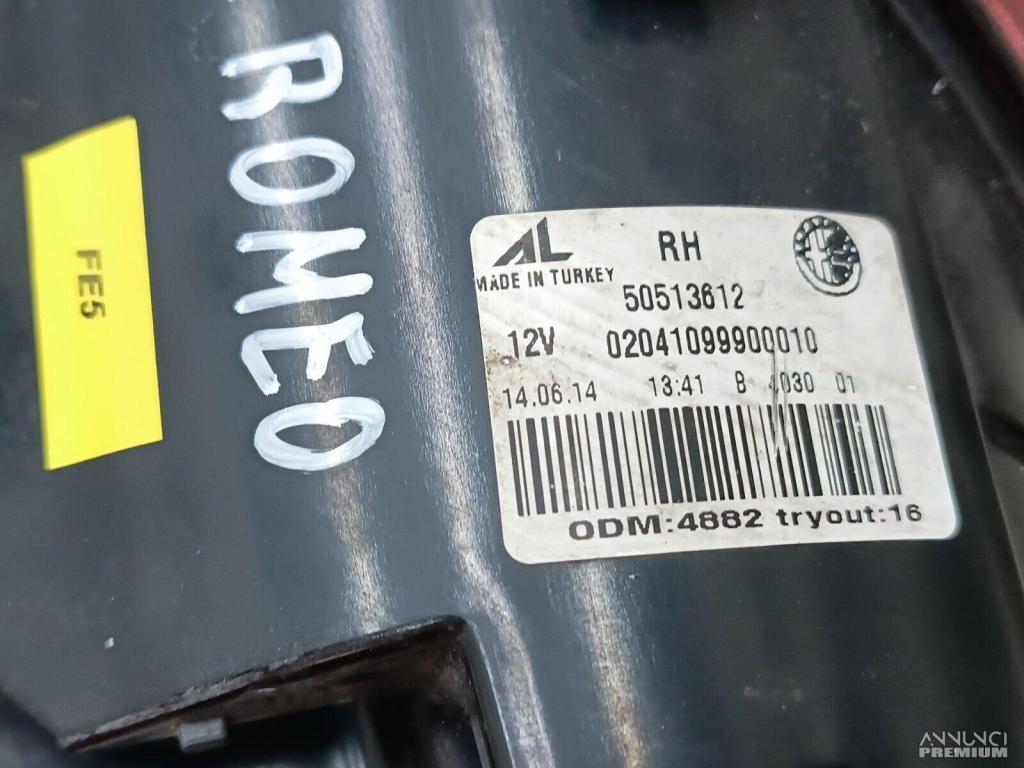 FE5
ROMEO
AL RH
MADE IN TURKEY
50513612
12V 02041099900010
14.06.14 13:41 B 4030 01
ODM:4882 tryout:16
ANNUNCI
PREMIUM